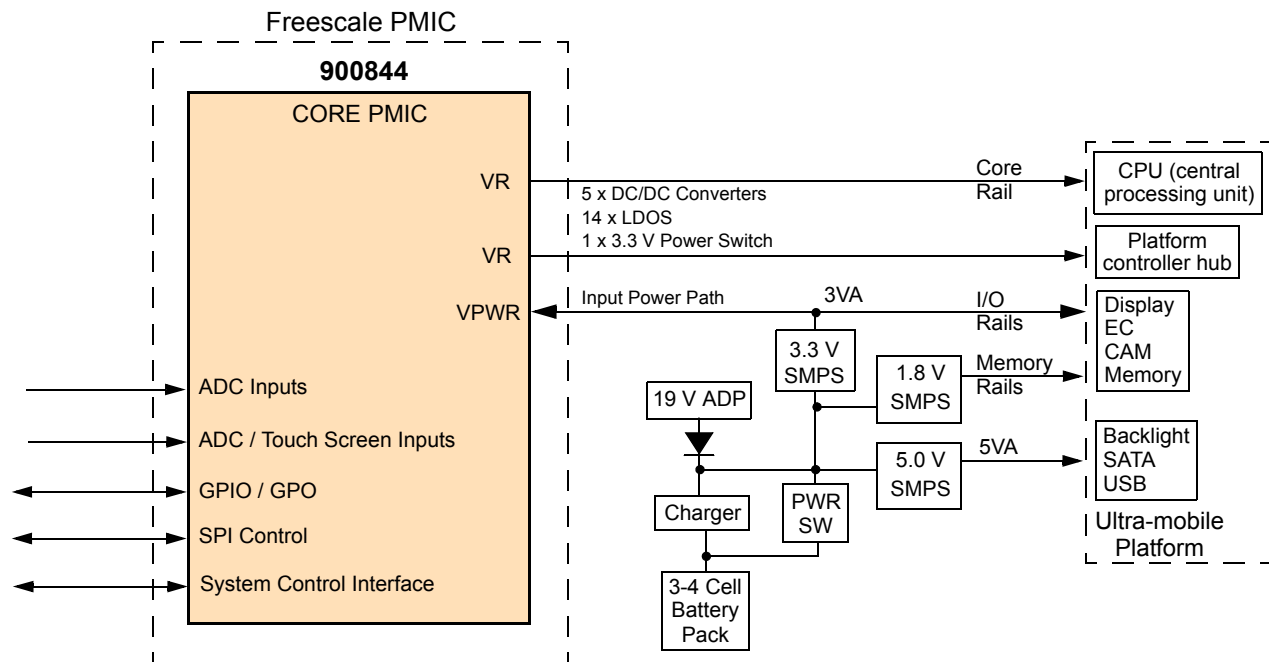 Freescale PMIC
900844
CORE PMIC
VR
5 x DC/DC Converters
14 x LDOS
1 x 3.3 V Power Switch
Core
Rail
CPU (central
processing unit)
VR
Platform
controller hub
VPWR
Input Power Path
3VA
I/O
Rails
Display
EC
CAM
Memory
3.3 V
SMPS
1.8 V
SMPS
Memory
Rails
19 V ADP
ADC Inputs
ADC / Touch Screen Inputs
GPIO / GPO
SPI Control
System Control Interface
5.0 V
SMPS
5VA
Backlight
SATA
USB
Charger
PWR
SW
3-4 Cell
Battery
Pack
Ultra-mobile
Platform